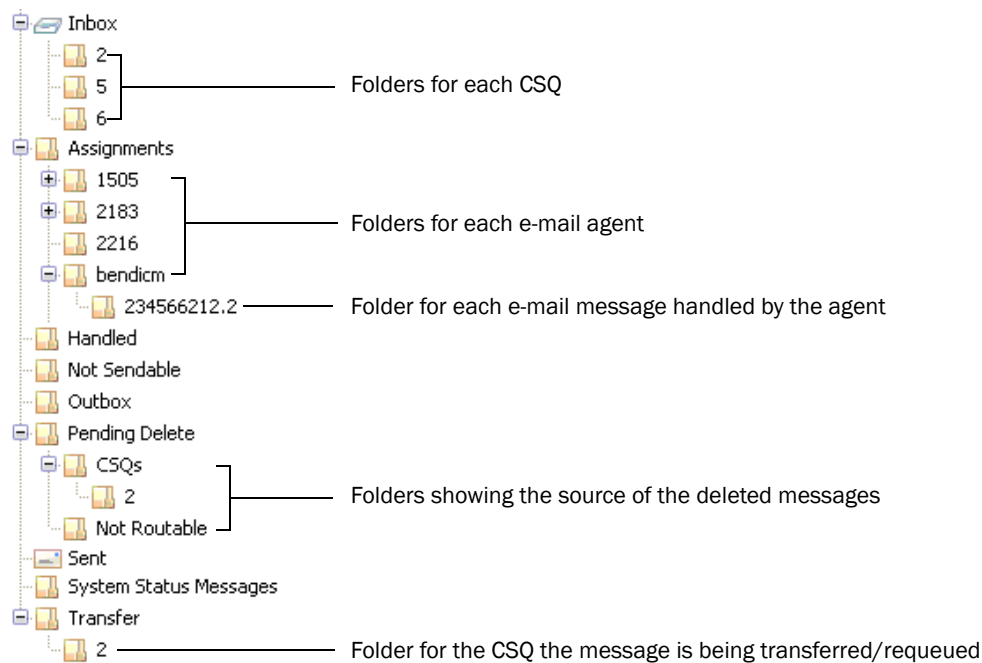 Inbox
2
5
Folders for each CSQ
6
Assignments
1505
2183
Folders for each e-mail agent
2216
bendicm
234566212.2
Folder for each e-mail message handled by the agent
Handled
Not Sendable
Outbox
Pending Delete
CSQs
2
Folders showing the source of the deleted messages
Not Routable
Sent
System Status Messages
Transfer
2
Folder for the CSQ the message is being transferred/requeued